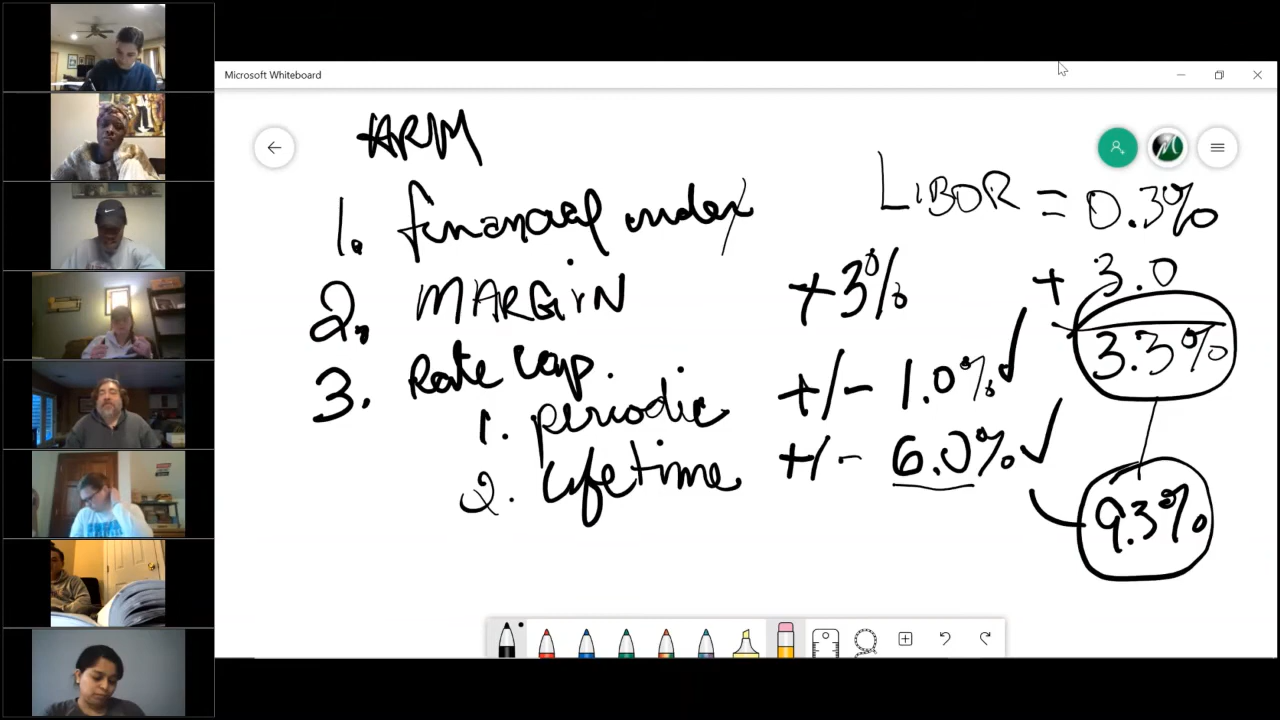 Microsoft Whiteboard
ARM
1. financial index LIBOR = 0.3%
2. MARGIN +3% + 3.0
3.3%
3. Rate cap.
1. periodic +/- 1.0% ✓
2. lifetime +/- 6.0% ✓
9.3%